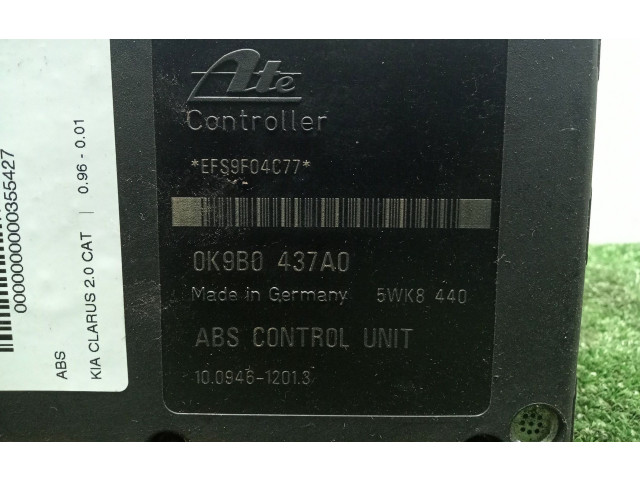 Ate
Controller
*EFS9F04C77*
0K9B0 437A0
Made in Germany 5WK8 440
ABS CONTROL UNIT
10.0946-1201.3
0000000000355427
ABS
KIA CLARUS 2.0 CAT | 0.96 - 0.01